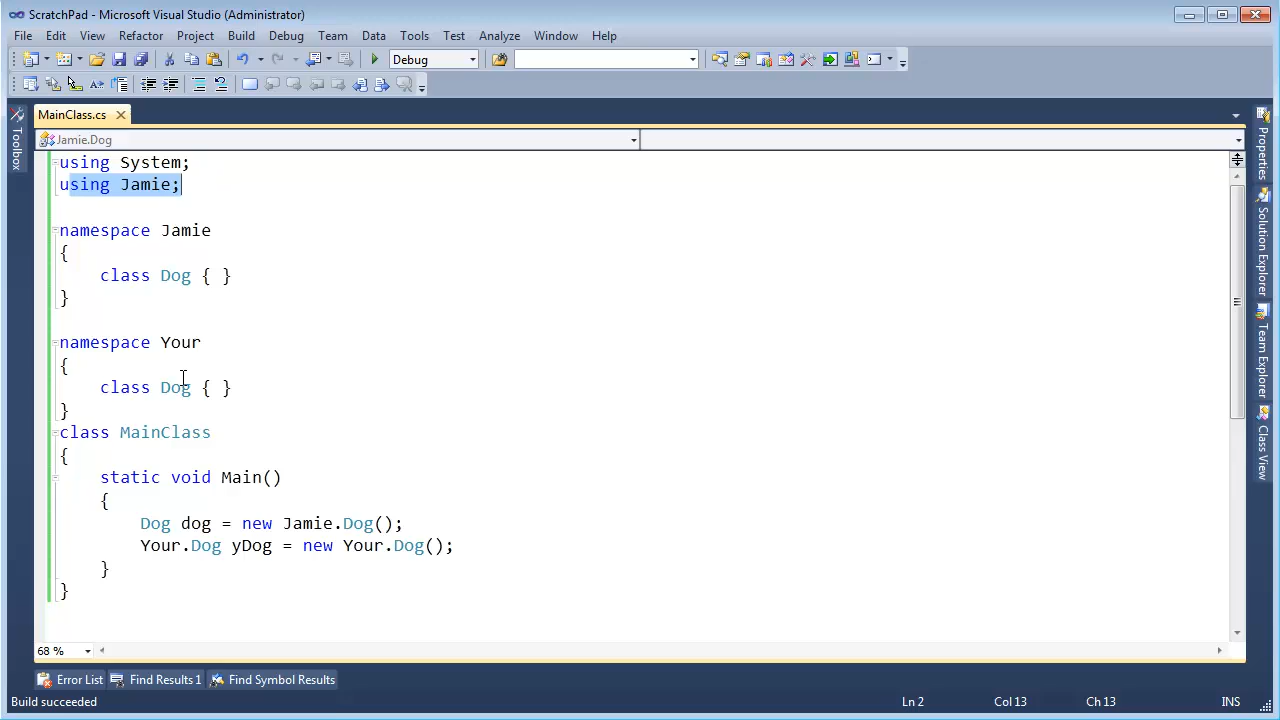 ScratchPad - Microsoft Visual Studio (Administrator)
File Edit View Refactor Project Build Debug Team Data Tools Test Analyze Window Help
Debug
MainClass.cs
Jamie.Dog
Toolbox
using System;
using Jamie;
namespace Jamie
{
class Dog { }
}
namespace Your
{
class Dog { }
}
class MainClass
{
static void Main()
{
Dog dog = new Jamie.Dog();
Your.Dog yDog = new Your.Dog();
}
}
Properties
Solution Explorer
Team Explorer
Class View
68 %
Error List Find Results 1 Find Symbol Results
Build succeeded Ln 2 Col 13 Ch 13 INS